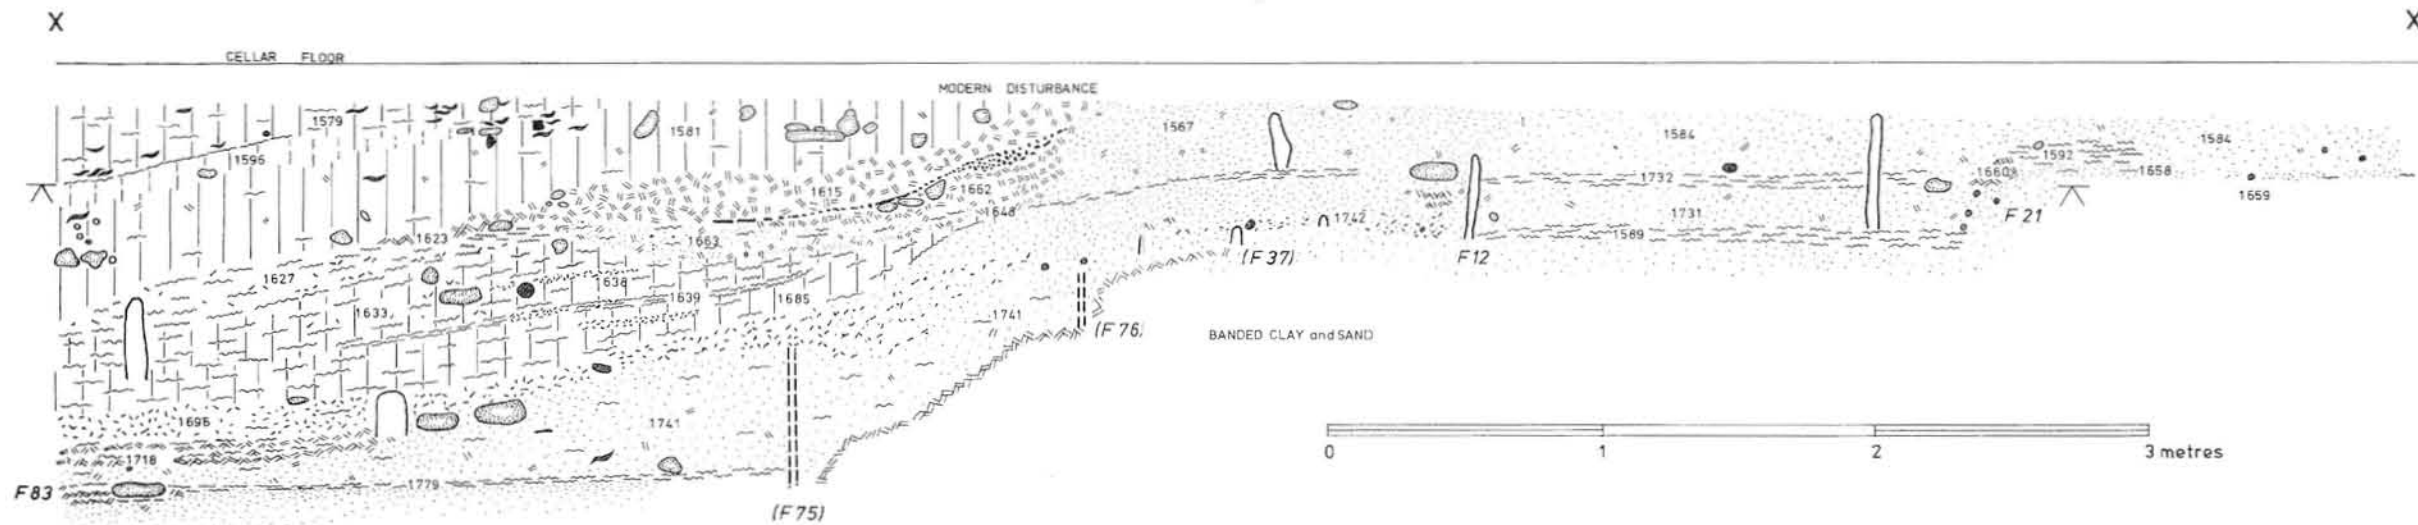 X X
CELLAR FLOOR
MODERN DISTURBANCE
1579 1581 1567 1584 1584
1596 1592
1615 1662 1732 1660 1658
1659
1648 1742 1731 F 21
1623 1663 1589
(F 37) F12
1627 1638 1639 1685
1633 1741 (F 76) BANDED CLAY and SAND
1696 1741
1718
0 1 2 3 metres
F 83 1779
(F 75)